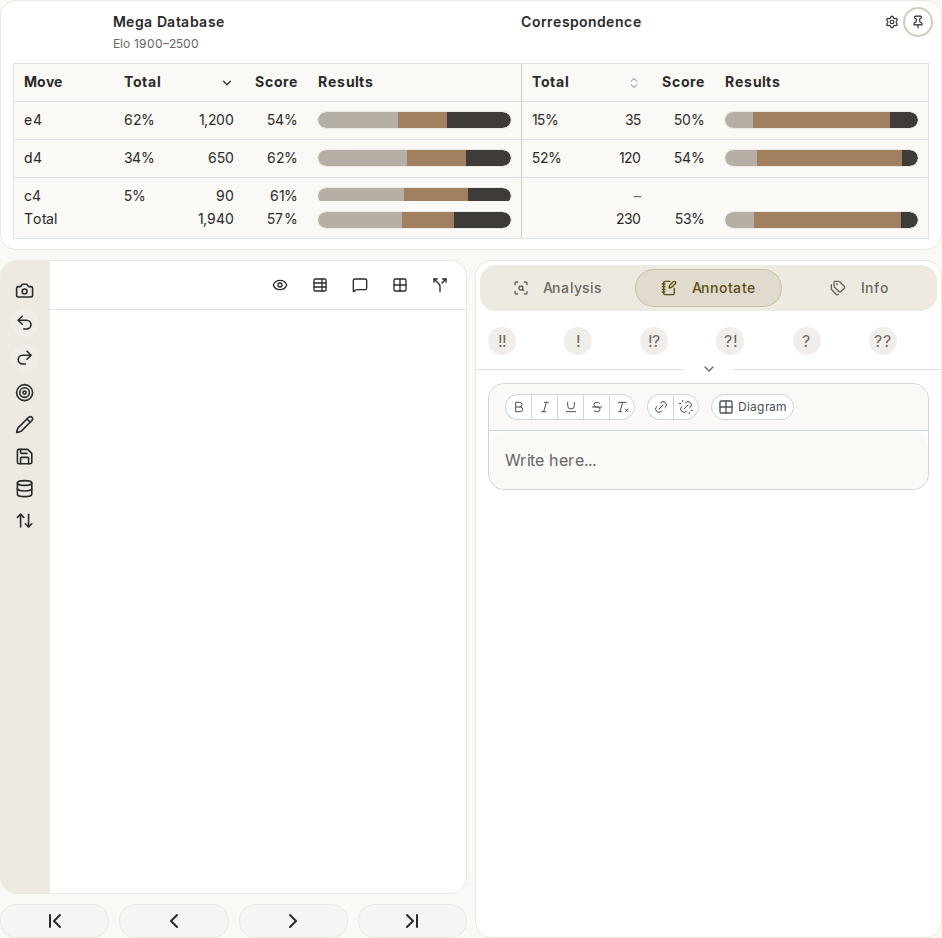 Mega Database Correspondence
Elo 1900–2500
Move Total Score Results Total Score Results
e4 62% 1,200 54% 15% 35 50%
d4 34% 650 62% 52% 120 54%
c4 5% 90 61% –
Total 1,940 57% 230 53%
Analysis Annotate Info
!! ! !? ?! ? ??
B I U S Tx Diagram
Write here...